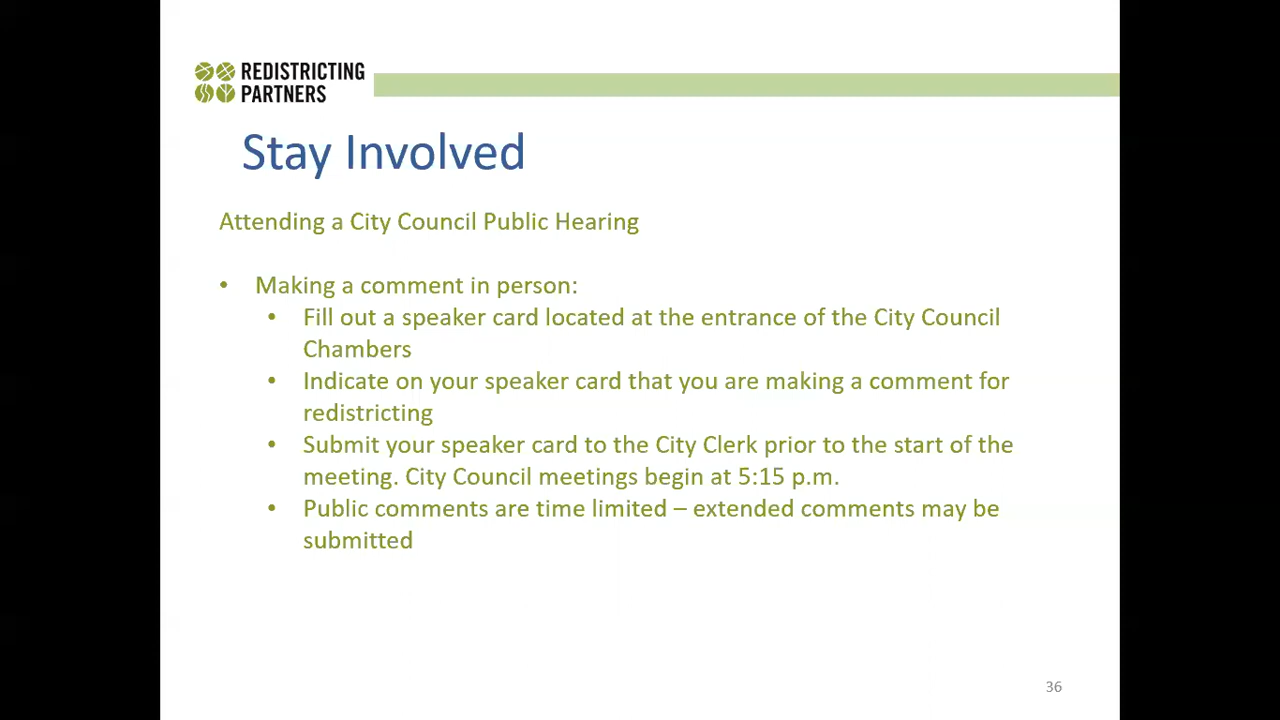 REDISTRICTING
PARTNERS
Stay Involved
Attending a City Council Public Hearing
• Making a comment in person:
• Fill out a speaker card located at the entrance of the City Council
Chambers
• Indicate on your speaker card that you are making a comment for
redistricting
• Submit your speaker card to the City Clerk prior to the start of the
meeting. City Council meetings begin at 5:15 p.m.
• Public comments are time limited – extended comments may be
submitted
36